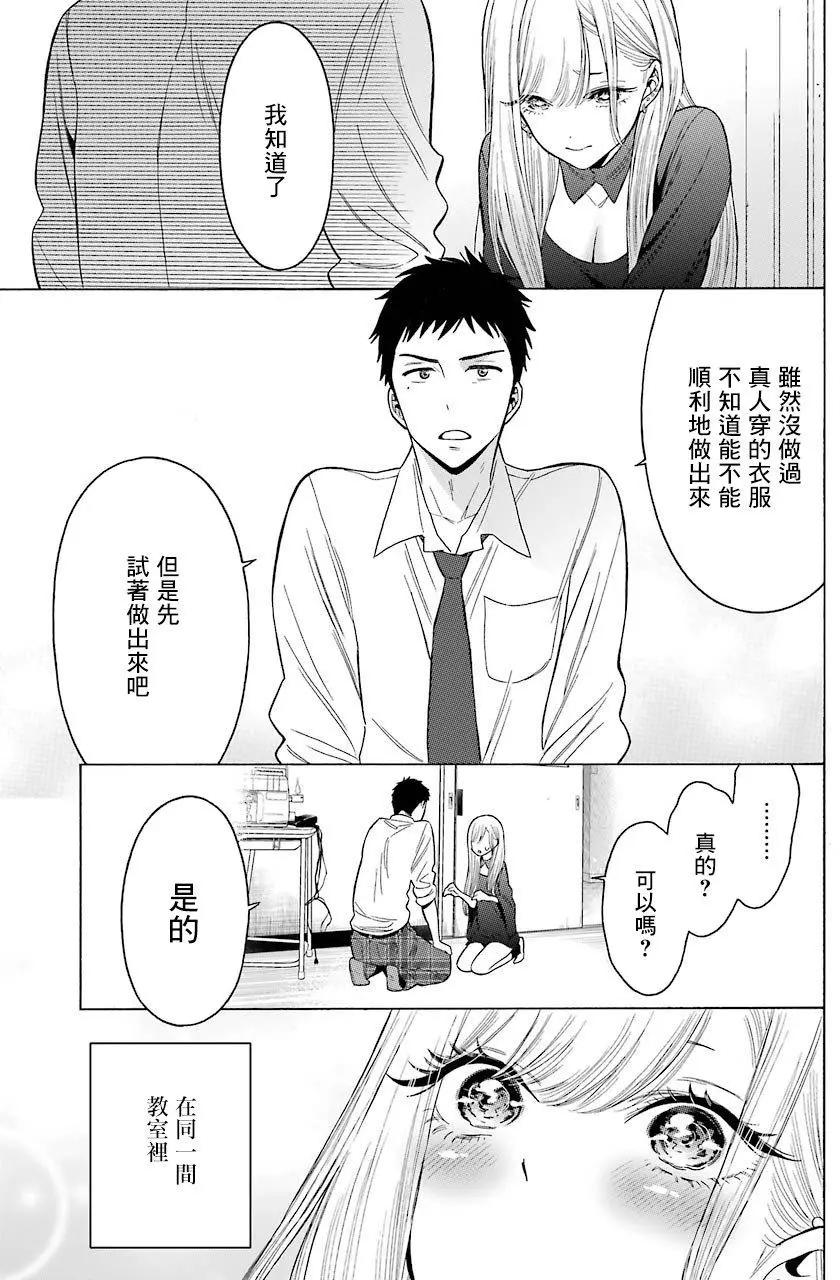 我知道了
雖然沒做過
真人穿的衣服
不知道能不能
順利地做出來
但是先
試著做出來吧
………
真的?
可以嗎?
是的
在同一間
教室裡